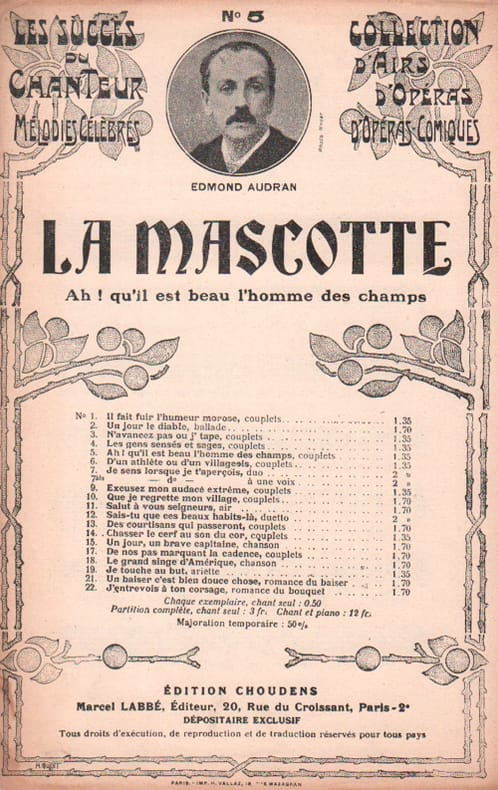 No 5
LES SUCCÈS
DU
CHANTEUR
MÉLODIES CÉLÈBRES
COLLECTION
D'AIRS
D'OPÉRAS
D'OPÉRAS-COMIQUES
EDMOND AUDRAN
LA MASCOTTE
Ah ! qu'il est beau l'homme des champs
No 1. Il fait fuir l'humeur morose, couplets 1.35
2. Un jour le diable, ballade 1.70
3. N'avancez pas ou j' tape, couplets 1.35
4. Les gens sensés et sages, couplets 1.70
5. Ah! qu'il est beau l'homme des champs, couplets 1.35
6. D'un athlète ou d'un villageois, couplets 1.70
7. Je sens lorsque je t'aperçois, duo 2 »
7bis — do — à une voix 2 »
9. Excusez mon audace extrême, couplets 1.35
10. Que je regrette mon village, couplets 1.70
11. Salut à vous seigneurs, air 1.70
12. Sais-tu que ces beaux habits-là, duetto 2 »
13. Des courtisans qui passeront, couplets 1.70
14. Chasser le cerf au son du cor, couplets 1.35
15. Un jour, un brave capitaine, chanson 1.70
17. De nos pas marquant la cadence, couplets 1.70
18. Le grand singe d'Amérique, chanson 1.70
19. Je touche au but, ariette 1.35
21. Un baiser c'est bien douce chose, romance du baiser 1.70
22. J'entrevois à ton corsage, romance du bouquet 1.70
Chaque exemplaire, chant seul : 0.50
Partition complète, chant seul : 3 fr. Chant et piano : 12 fr.
Majoration temporaire : 50%
ÉDITION CHOUDENS
Marcel LABBÉ, Éditeur, 20, Rue du Croissant, Paris-2e
DÉPOSITAIRE EXCLUSIF
Tous droits d'exécution, de reproduction et de traduction réservés pour tous pays
PARIS.- IMP. H. VALLAZ, 18,